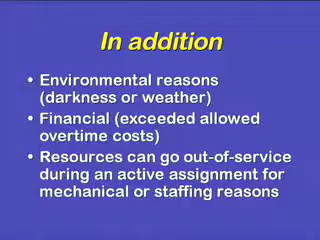 In addition
• Environmental reasons
(darkness or weather)
• Financial (exceeded allowed
overtime costs)
• Resources can go out-of-service
during an active assignment for
mechanical or staffing reasons